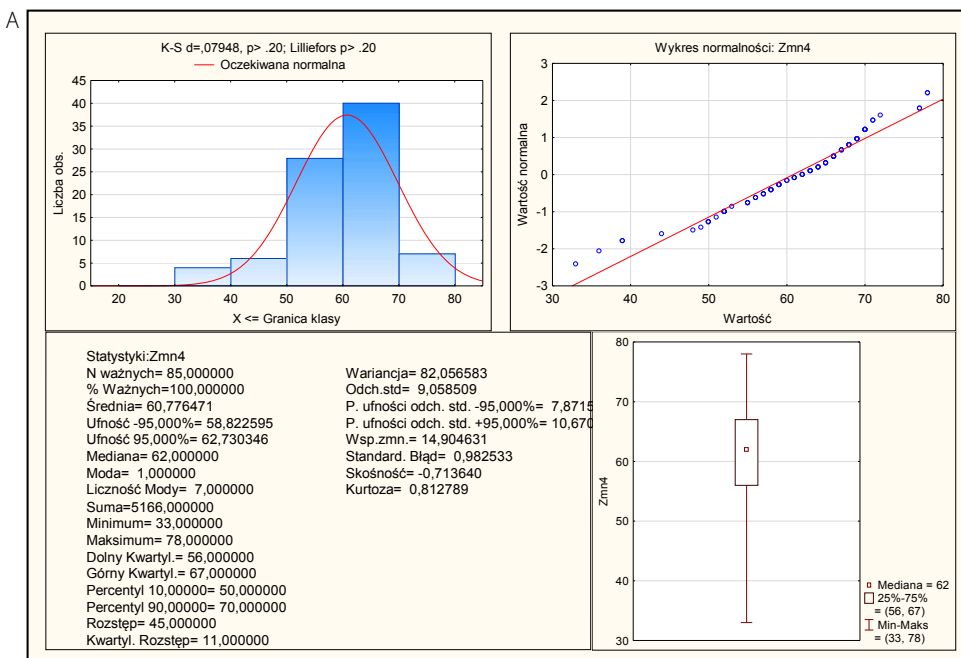 A
K-S d=,07948, p> .20; Lilliefors p> .20
Oczekiwana normalna
45
40
35
30
25
20
15
10
5
0
Liczba obs.
20 30 40 50 60 70 80
X <= Granica klasy
Wykres normalności: Zmn4
3
2
1
0
-1
-2
-3
Wartość normalna
30 40 50 60 70 80
Wartość
Statystyki:Zmn4
N ważnych= 85,000000
% Ważnych=100,000000
Średnia= 60,776471
Ufność -95,000%= 58,822595
Ufność 95,000%= 62,730346
Mediana= 62,000000
Moda= 1,000000
Liczność Mody= 7,000000
Suma=5166,000000
Minimum= 33,000000
Maksimum= 78,000000
Dolny Kwartyl.= 56,000000
Górny Kwartyl.= 67,000000
Percentyl 10,00000= 50,000000
Percentyl 90,00000= 70,000000
Rozstęp= 45,000000
Kwartyl. Rozstęp= 11,000000
Wariancja= 82,056583
Odch.std= 9,058509
P. ufności odch. std. -95,000%= 7,8715
P. ufności odch. std. +95,000%= 10,670
Wsp.zmn.= 14,904631
Standard. Błąd= 0,982533
Skośność= -0,713640
Kurtoza= 0,812789
80
70
60
50
40
30
Zmn4
Mediana = 62
25%-75%
= (56, 67)
Min-Maks
= (33, 78)